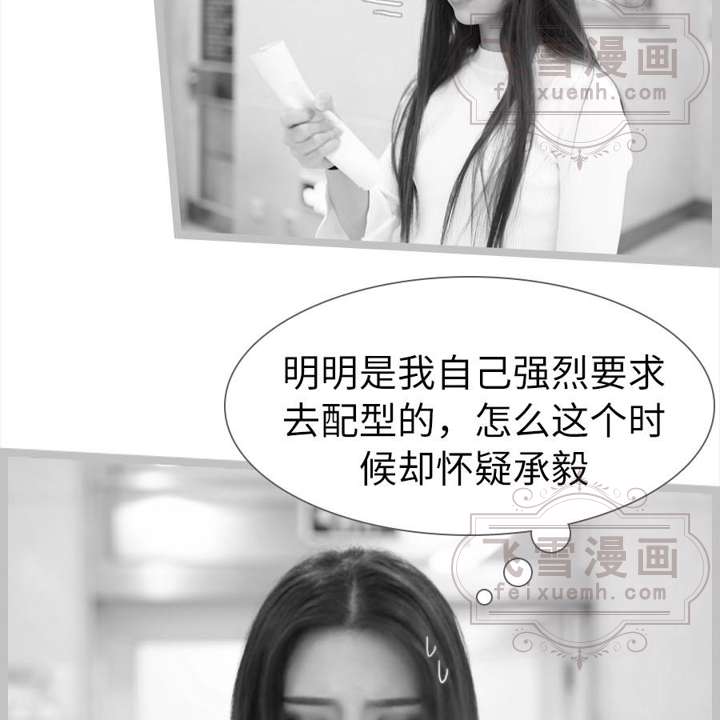 飞雪漫画
feixuemh.com
明明是我自己强烈要求
去配型的，怎么这个时
候却怀疑承毅
飞雪漫画
feixuemh.com